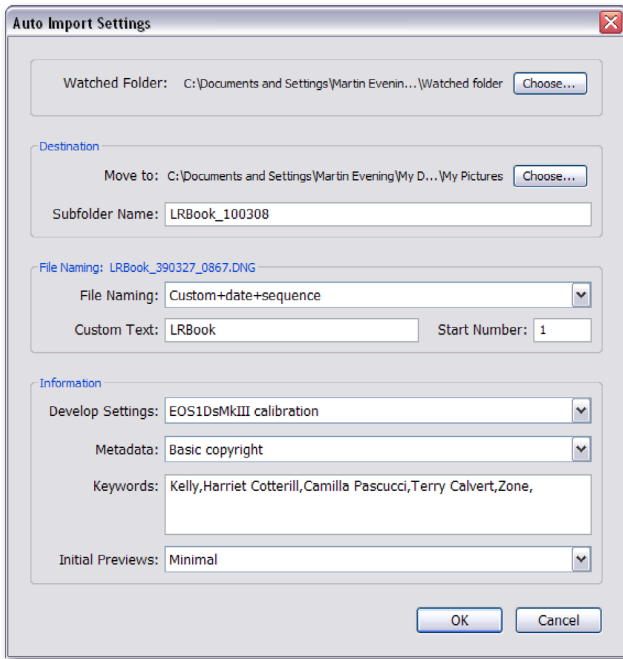 Auto Import Settings
Watched Folder: C:\Documents and Settings\Martin Evenin...\Watched folder Choose...
Destination
Move to: C:\Documents and Settings\Martin Evening\My D...\My Pictures Choose...
Subfolder Name: LRBook_100308
File Naming: LRBook_390327_0867.DNG
File Naming: Custom+date+sequence
Custom Text: LRBook Start Number: 1
Information
Develop Settings: EOS1DsMkIII calibration
Metadata: Basic copyright
Keywords: Kelly,Harriet Cotterill,Camilla Pascucci,Terry Calvert,Zone,
Initial Previews: Minimal
OK Cancel